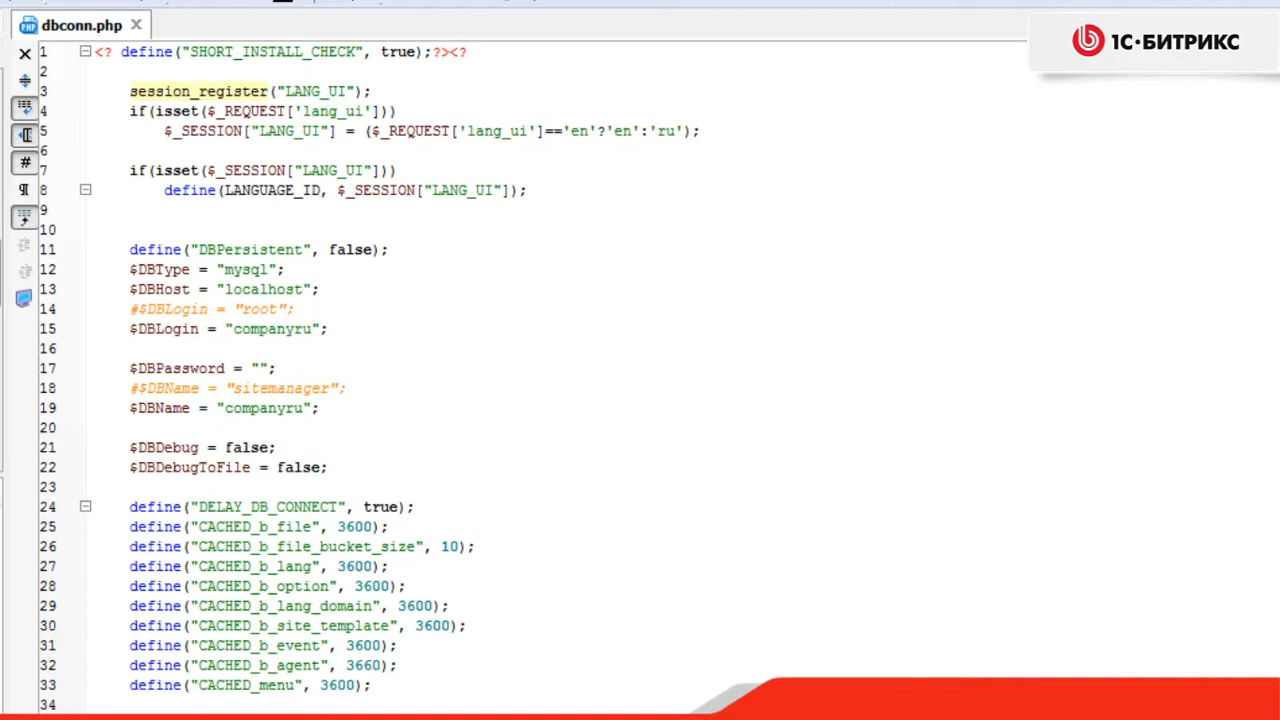 dbconn.php
1С·БИТРИКС
1 <? define("SHORT_INSTALL_CHECK", true);?><?
2
3 session_register("LANG_UI");
4 if(isset($_REQUEST['lang_ui']))
5 $_SESSION["LANG_UI"] = ($_REQUEST['lang_ui']=='en'?'en':'ru');
6
7 if(isset($_SESSION["LANG_UI"]))
8 define(LANGUAGE_ID, $_SESSION["LANG_UI"]);
9
10
11 define("DBPersistent", false);
12 $DBType = "mysql";
13 $DBHost = "localhost";
14 #$DBLogin = "root";
15 $DBLogin = "companyru";
16
17 $DBPassword = "";
18 #$DBName = "sitemanager";
19 $DBName = "companyru";
20
21 $DBDebug = false;
22 $DBDebugToFile = false;
23
24 define("DELAY_DB_CONNECT", true);
25 define("CACHED_b_file", 3600);
26 define("CACHED_b_file_bucket_size", 10);
27 define("CACHED_b_lang", 3600);
28 define("CACHED_b_option", 3600);
29 define("CACHED_b_lang_domain", 3600);
30 define("CACHED_b_site_template", 3600);
31 define("CACHED_b_event", 3600);
32 define("CACHED_b_agent", 3660);
33 define("CACHED_menu", 3600);
34